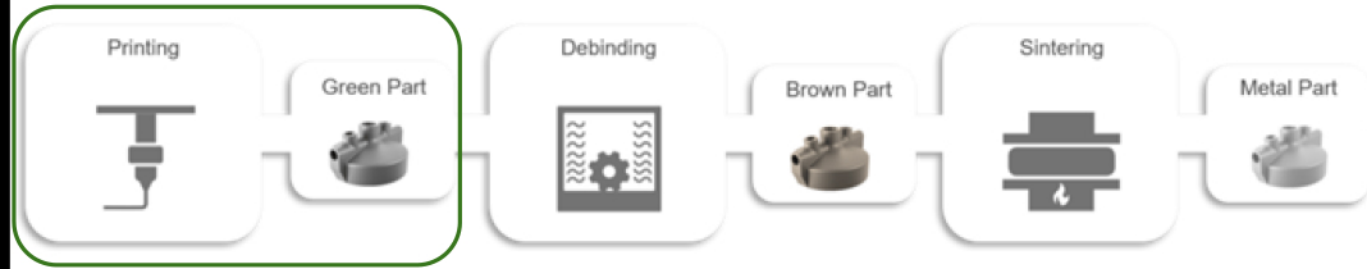 Printing
Green Part
Debinding
Brown Part
Sintering
Metal Part